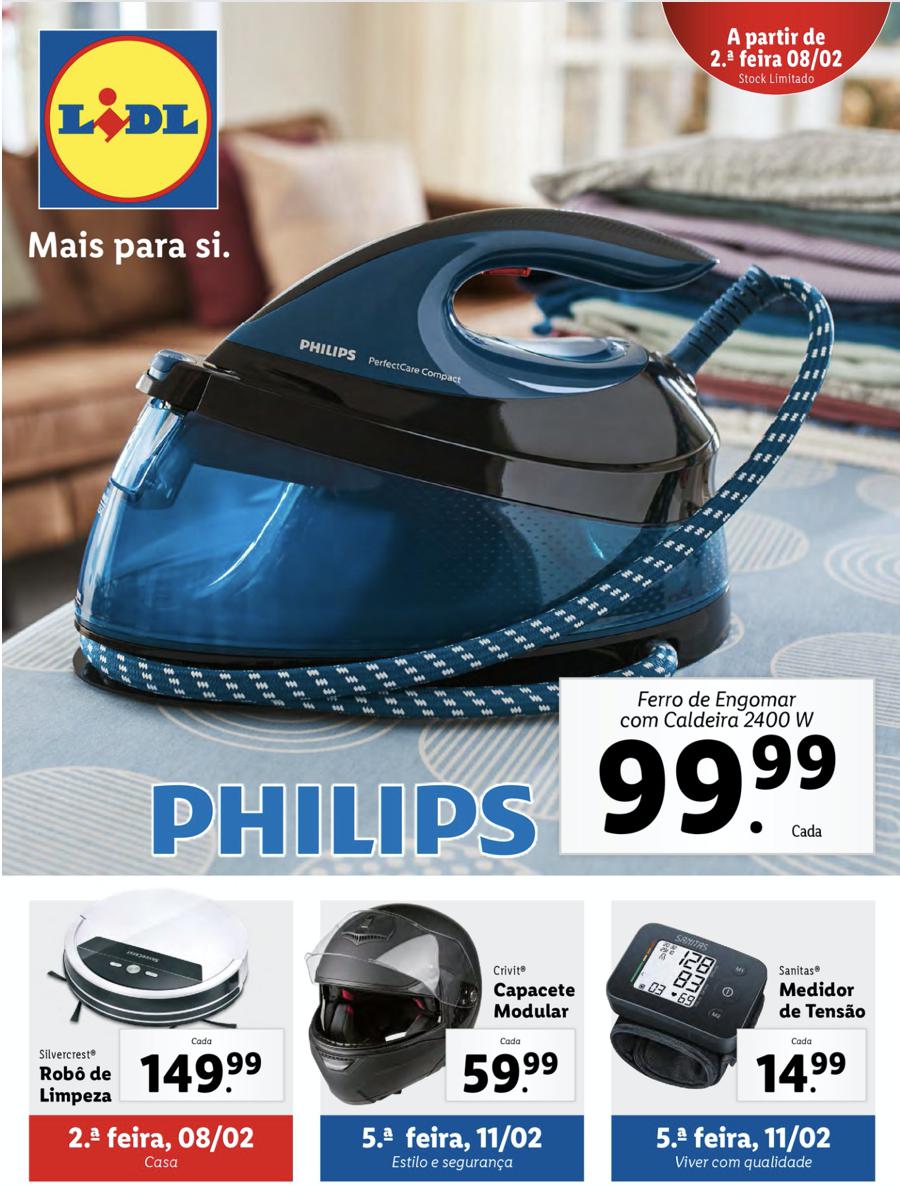 A partir de
2.ª feira 08/02
Stock Limitado
LIDL
Mais para si.
PHILIPS PerfectCare Compact
Ferro de Engomar
com Caldeira 2400 W
99.99
Cada
PHILIPS
Silvercrest®
Robô de
Limpeza
Cada
149.99
2.ª feira, 08/02
Casa
Crivit®
Capacete
Modular
Cada
59.99
5.ª feira, 11/02
Estilo e segurança
SANITAS
128
83
03
69
M1
M2
Sanitas®
Medidor
de Tensão
Cada
14.99
5.ª feira, 11/02
Viver com qualidade